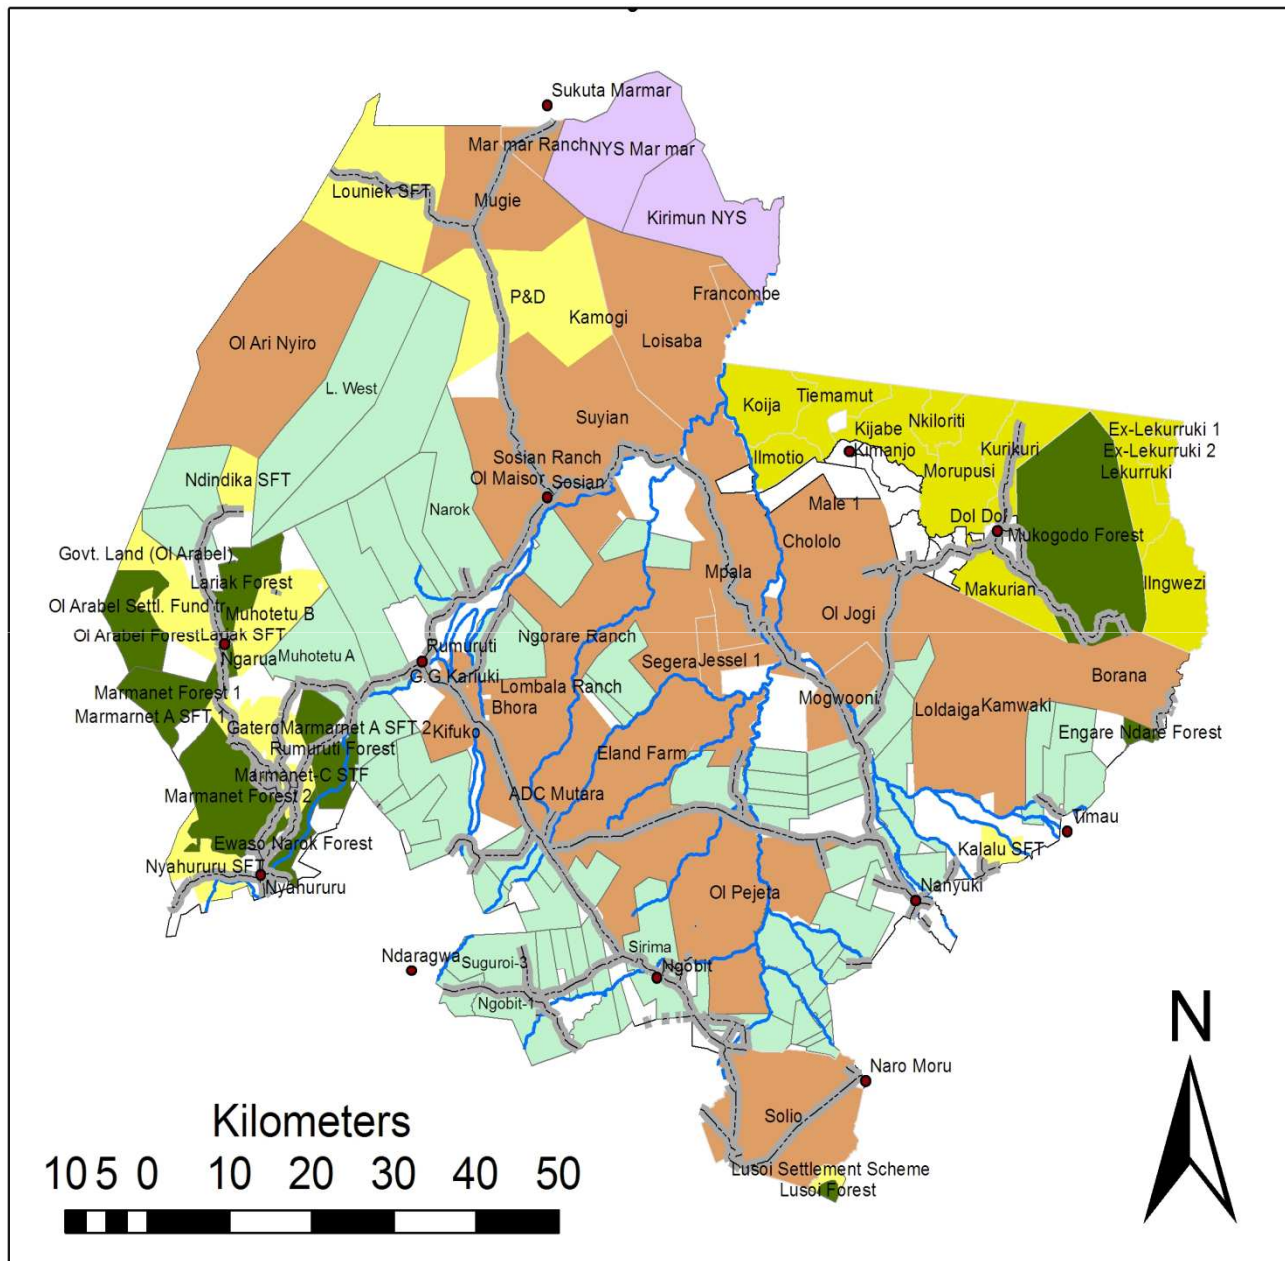 Sukuta Marmar
Mar mar Ranch
NYS Mar mar
Louniek SFT
Mugie
Kirimun NYS
P&D
Francombe
Kamogi
Ol Ari Nyiro
Loisaba
L. West
Koija
Tiemamut
Suyian
Kijabe
Nkiloriti
Ex-Lekurruki 1
Kimanjo
Kurikuri
Ex-Lekurruki 2
Sosian Ranch
Ilmotio
Morupusi
Lekurruki
Ndindika SFT
Ol Maisor
Sosian
Narok
Male 1
Dol Dol
Mukogodo Forest
Chololo
Govt. Land (Ol Arabel)
Lariak Forest
Mpala
Makurian
IlNgwezi
Ol Arabel Settl. Fund tr
Muhotetu B
Ol Jogi
Ol Arabel Forest
Lariak SFT
Ngarua
Muhotetu A
Rumuruti
Ngorare Ranch
Segera
Jessel 1
G.G Kariuki
Borana
Marmanet Forest 1
Lombala Ranch
Mogwooni
Marmarnet A SFT 1
Bhora
Loldaiga
Kamwaki
Gatero
Marmarnet A SFT 2
Kifuko
Engare Ndare Forest
Rumuruti Forest
Eland Farm
Marmanet-C STF
Marmanet Forest 2
ADC Mutara
Timau
Ewaso Narok Forest
Kalalu SFT
Nyahururu SFT
Nyahururu
Ol Pejeta
Nanyuki
Ndaragwa
Suguroi-3
Sirima
Ngobit
Ngobit-1
N
Naro Moru
Solio
Kilometers
10 5 0 10 20 30 40 50
Lusoi Settlement Scheme
Lusoi Forest